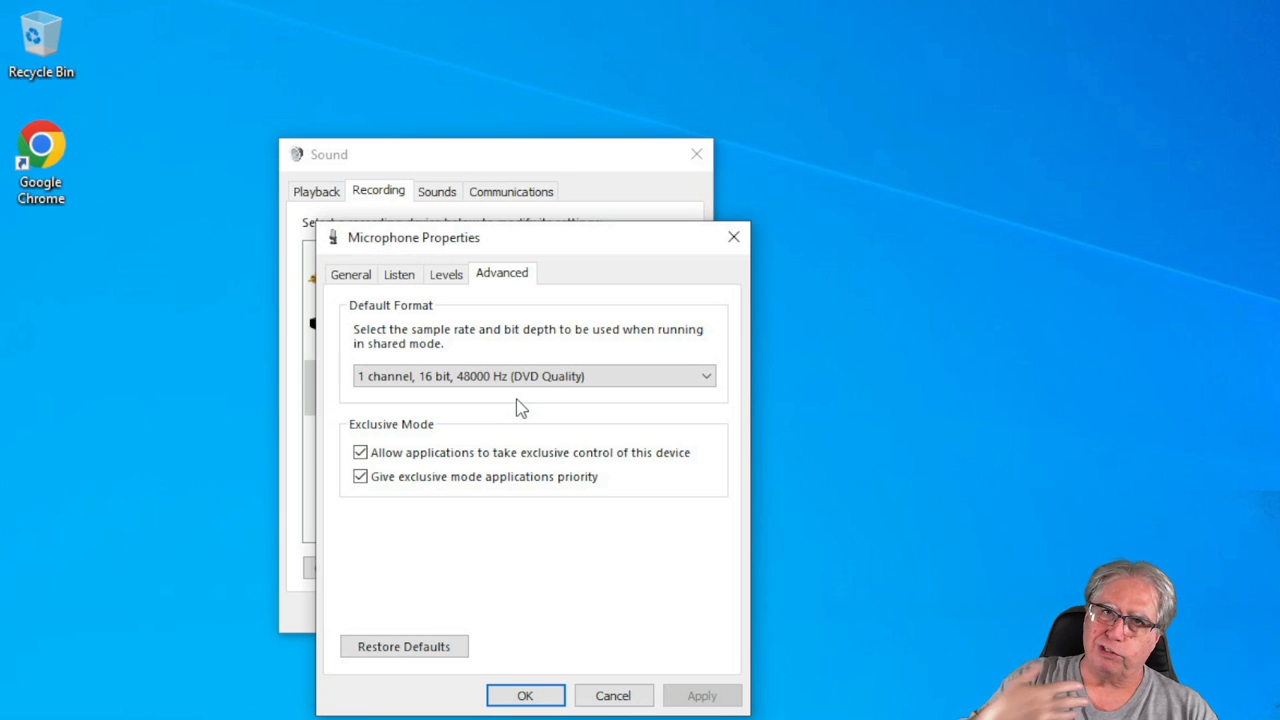 Recycle Bin
Google
Chrome
Sound
Playback Recording Sounds Communications
Microphone Properties
General Listen Levels Advanced
Default Format
Select the sample rate and bit depth to be used when running
in shared mode.
1 channel, 16 bit, 48000 Hz (DVD Quality)
Exclusive Mode
Allow applications to take exclusive control of this device
Give exclusive mode applications priority
Restore Defaults
OK Cancel Apply